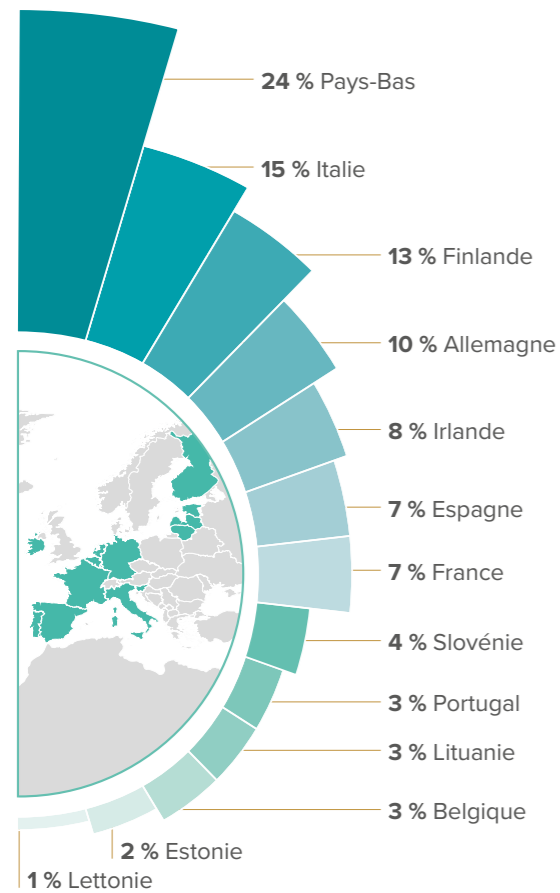 24 % Pays-Bas
15 % Italie
13 % Finlande
10 % Allemagne
8 % Irlande
7 % Espagne
7 % France
4 % Slovénie
3 % Portugal
3 % Lituanie
3 % Belgique
2 % Estonie
1 % Lettonie